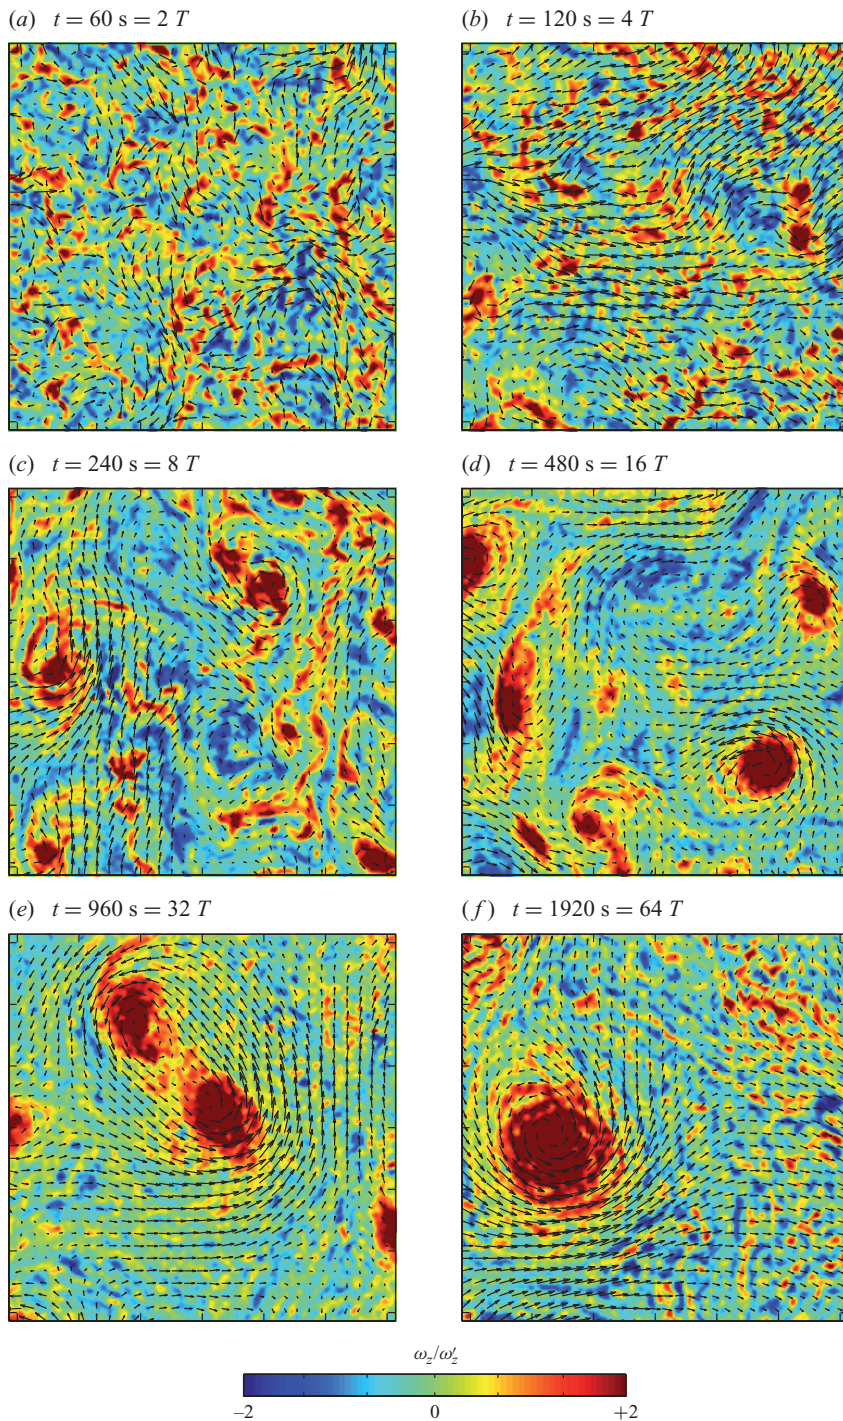 (a) t = 60 s = 2 T
(b) t = 120 s = 4 T
(c) t = 240 s = 8 T
(d) t = 480 s = 16 T
(e) t = 960 s = 32 T
(f) t = 1920 s = 64 T
ω_z/ω′_z
−2 0 +2